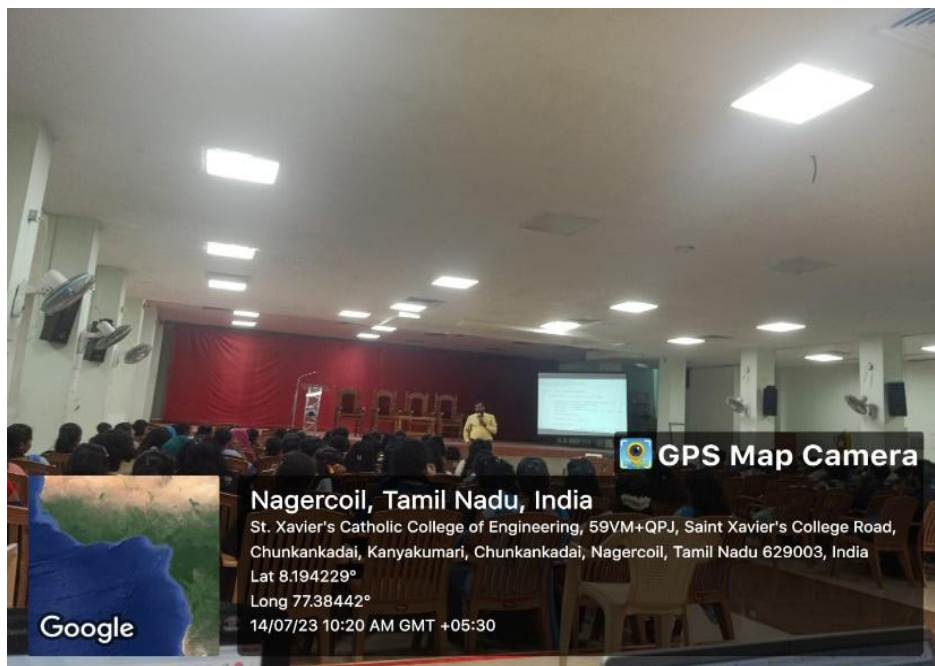 GPS Map Camera
Nagercoil, Tamil Nadu, India
St. Xavier's Catholic College of Engineering, 59VM+QPJ, Saint Xavier's College Road,
Chunkankadai, Kanyakumari, Chunkankadai, Nagercoil, Tamil Nadu 629003, India
Lat 8.194229°
Long 77.38442°
14/07/23 10:20 AM GMT +05:30
Google